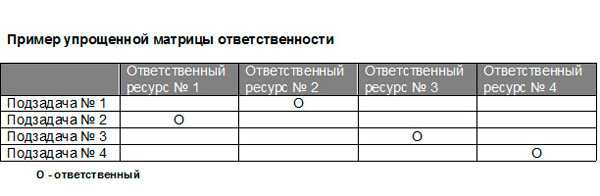 Пример упрощенной матрицы ответственности
Ответственный ресурс № 1 Ответственный ресурс № 2 Ответственный ресурс № 3 Ответственный ресурс № 4
Подзадача № 1 О
Подзадача № 2 О
Подзадача № 3 О
Подзадача № 4 О
О - ответственный